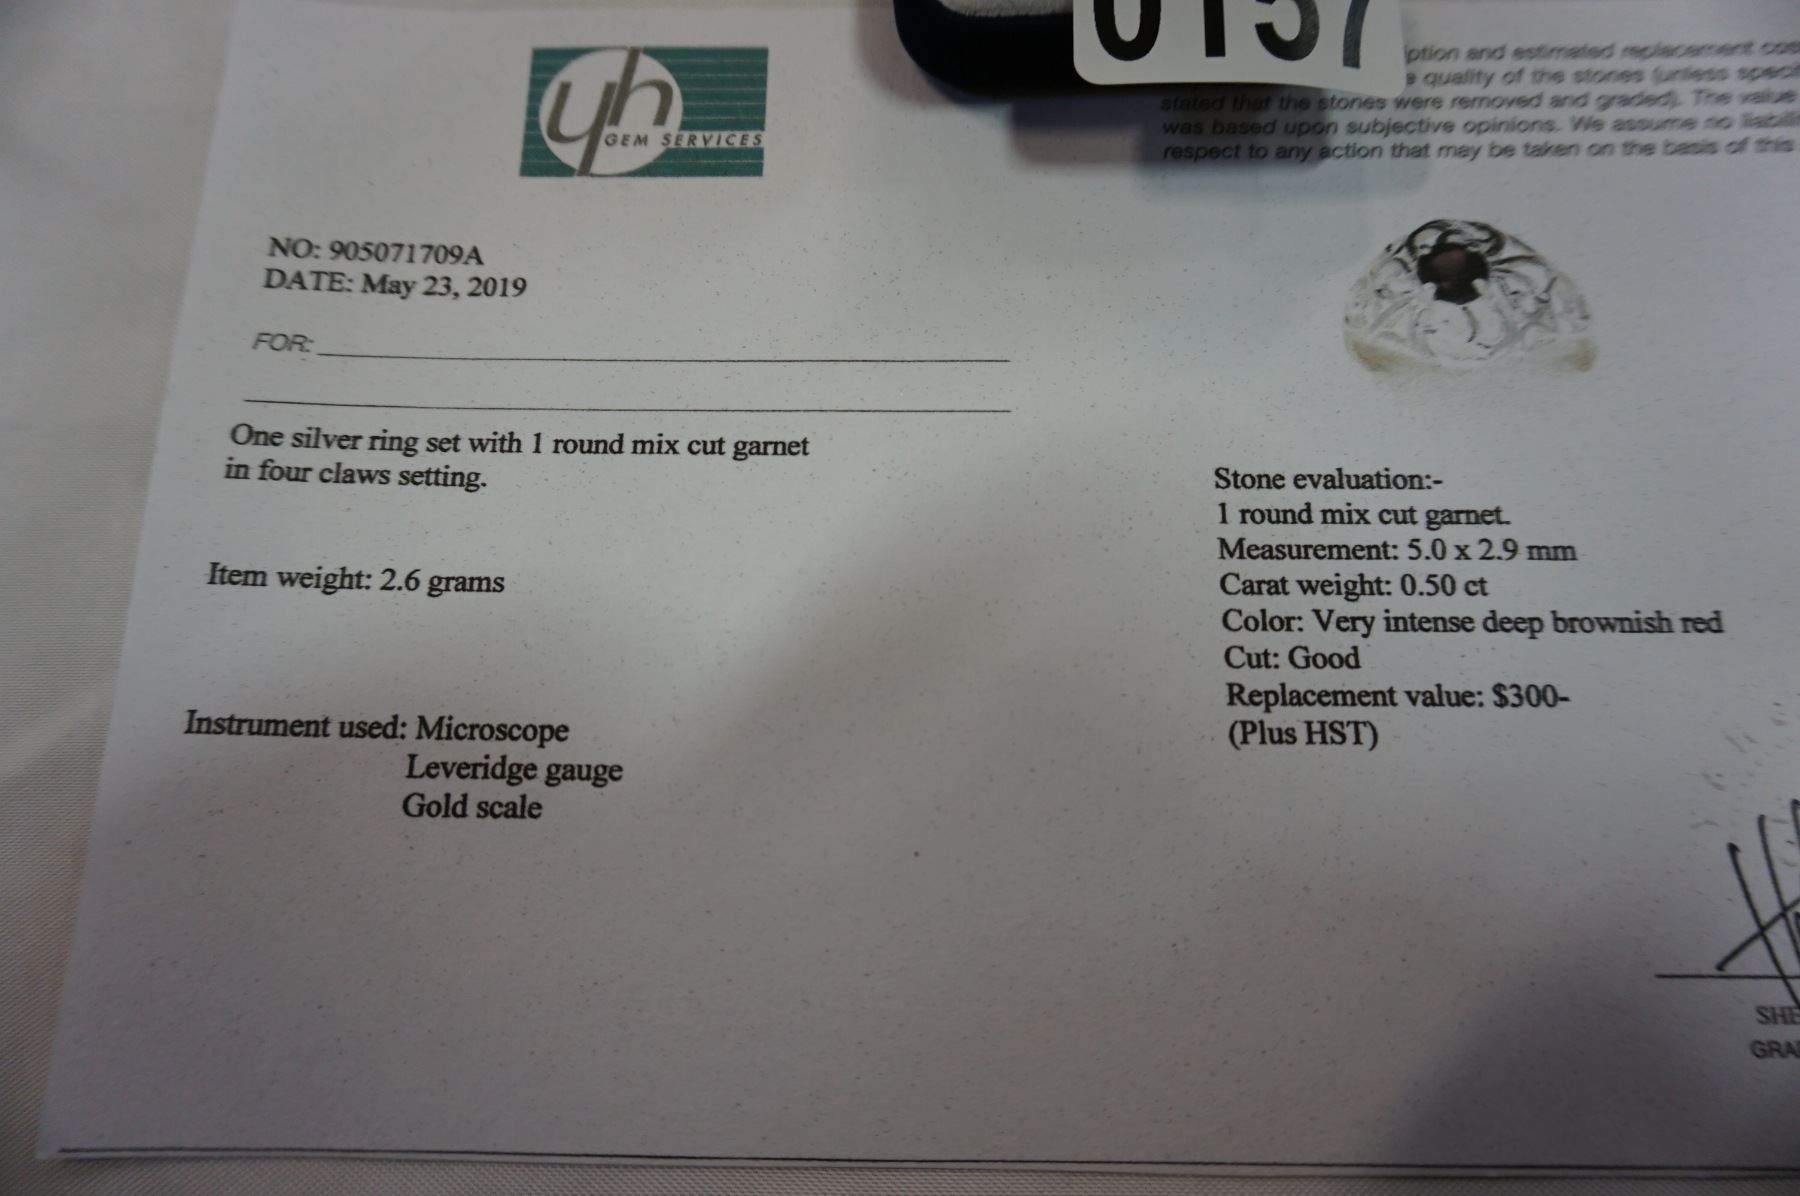 0157
yh
GEM SERVICES
and estimated replacement
quality of the stones (unless
stated that the stones were removed and graded). The value
was based upon subjective opinions. We assume no
respect to any action that may be taken on the basis of this
NO: 905071709A
DATE: May 23, 2019
FOR:
One silver ring set with 1 round mix cut garnet
in four claws setting.
Item weight: 2.6 grams
Instrument used: Microscope
Leveridge gauge
Gold scale
Stone evaluation:-
1 round mix cut garnet.
Measurement: 5.0 x 2.9 mm
Carat weight: 0.50 ct
Color: Very intense deep brownish red
Cut: Good
Replacement value: $300-
(Plus HST)